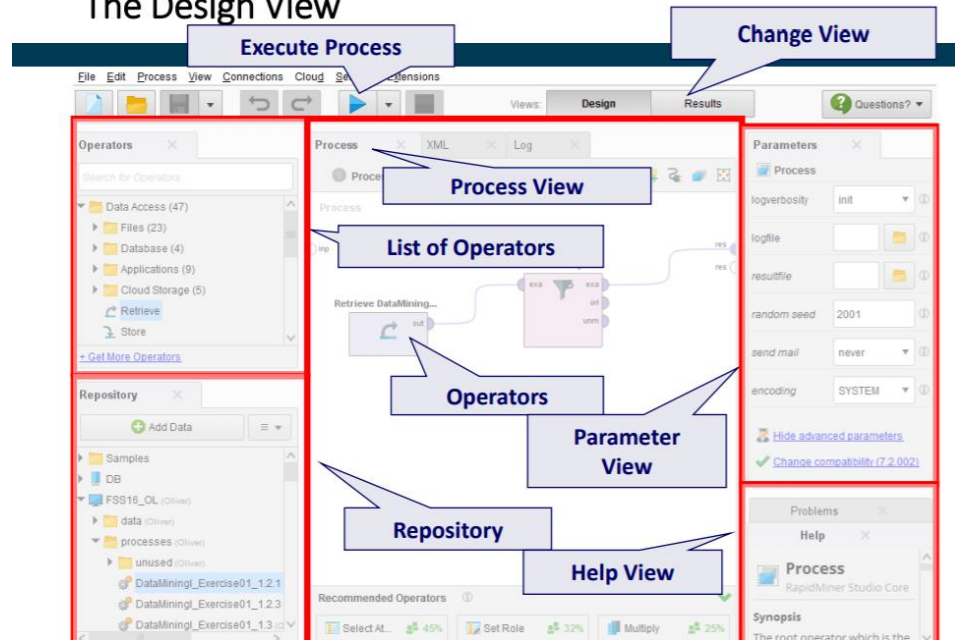 The Design View
Execute Process
Change View
File Edit Process View Connections Cloud Extensions
Views: Design Results Questions?
Operators
Search for Operators
Data Access (47)
Files (23)
Database (4)
Applications (9)
Cloud Storage (5)
Retrieve
Store
+ Get More Operators
Repository
Add Data
Samples
DB
FSS16_OL (Oliver)
data (Oliver)
processes (Oliver)
unused (Oliver)
DataMiningI_Exercise01_1.2.1
DataMiningI_Exercise01_1.2.3
DataMiningI_Exercise01_1.3
Process XML Log
Process View
Process
inp
List of Operators
res
res
exa exa
ori
unm
Retrieve DataMining...
out
Operators
Parameter
View
Repository
Help View
Recommended Operators
Select At... 45% Set Role 32% Multiply 25%
Parameters
Process
logverbosity init
logfile
resultfile
random seed 2001
send mail never
encoding SYSTEM
Hide advanced parameters
Change compatibility (7.2.002)
Problems
Help
Process
RapidMiner Studio Core
Synopsis
The root operator which is the